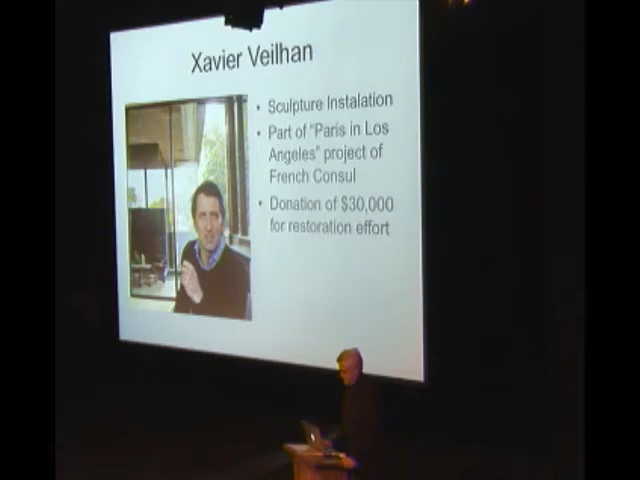 Xavier Veilhan
• Sculpture Instalation
• Part of "Paris in Los
Angeles" project of
French Consul
• Donation of $30,000
for restoration effort